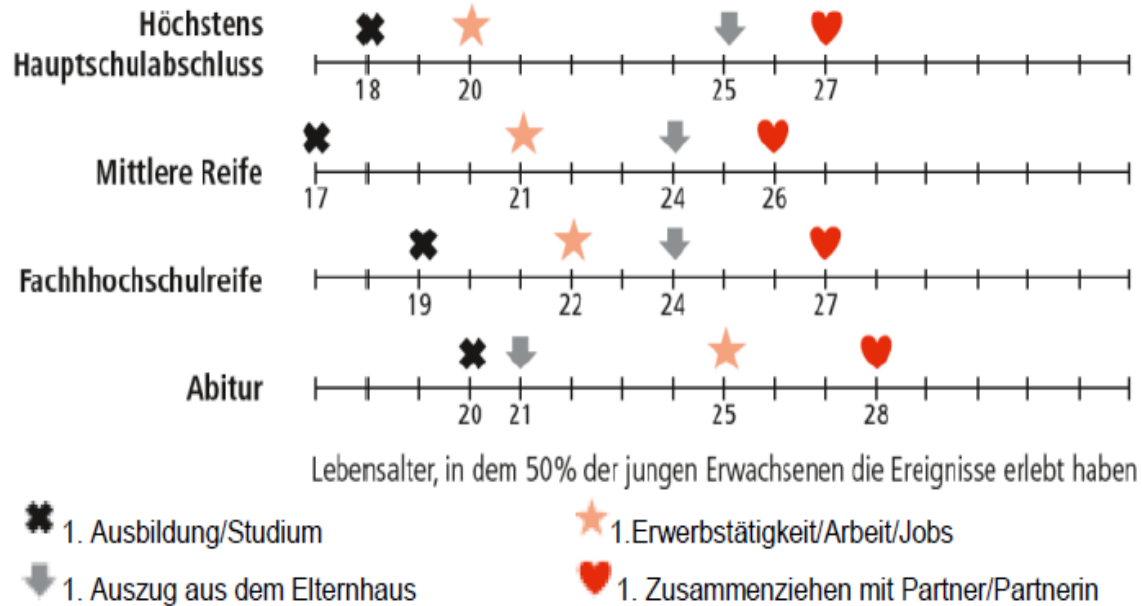 Höchstens
Hauptschulabschluss
18 20 25 27
Mittlere Reife
17 21 24 26
Fachhhochschulreife
19 22 24 27
Abitur
20 21 25 28
Lebensalter, in dem 50% der jungen Erwachsenen die Ereignisse erlebt haben
1. Ausbildung/Studium
1.Erwerbstätigkeit/Arbeit/Jobs
1. Auszug aus dem Elternhaus
1. Zusammenziehen mit Partner/Partnerin